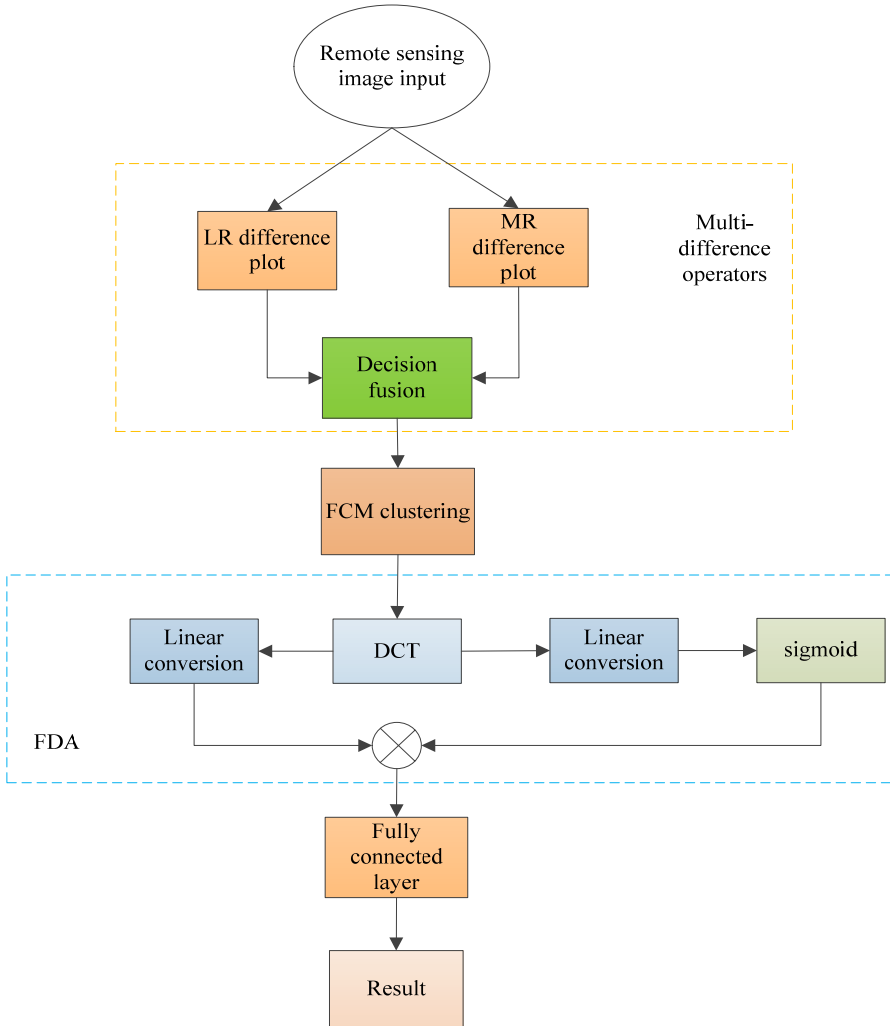 Remote sensing
image input
LR difference
plot
MR
difference
plot
Multi-
difference
operators
Decision
fusion
FCM clustering
Linear
conversion
DCT
Linear
conversion
sigmoid
FDA
Fully
connected
layer
Result